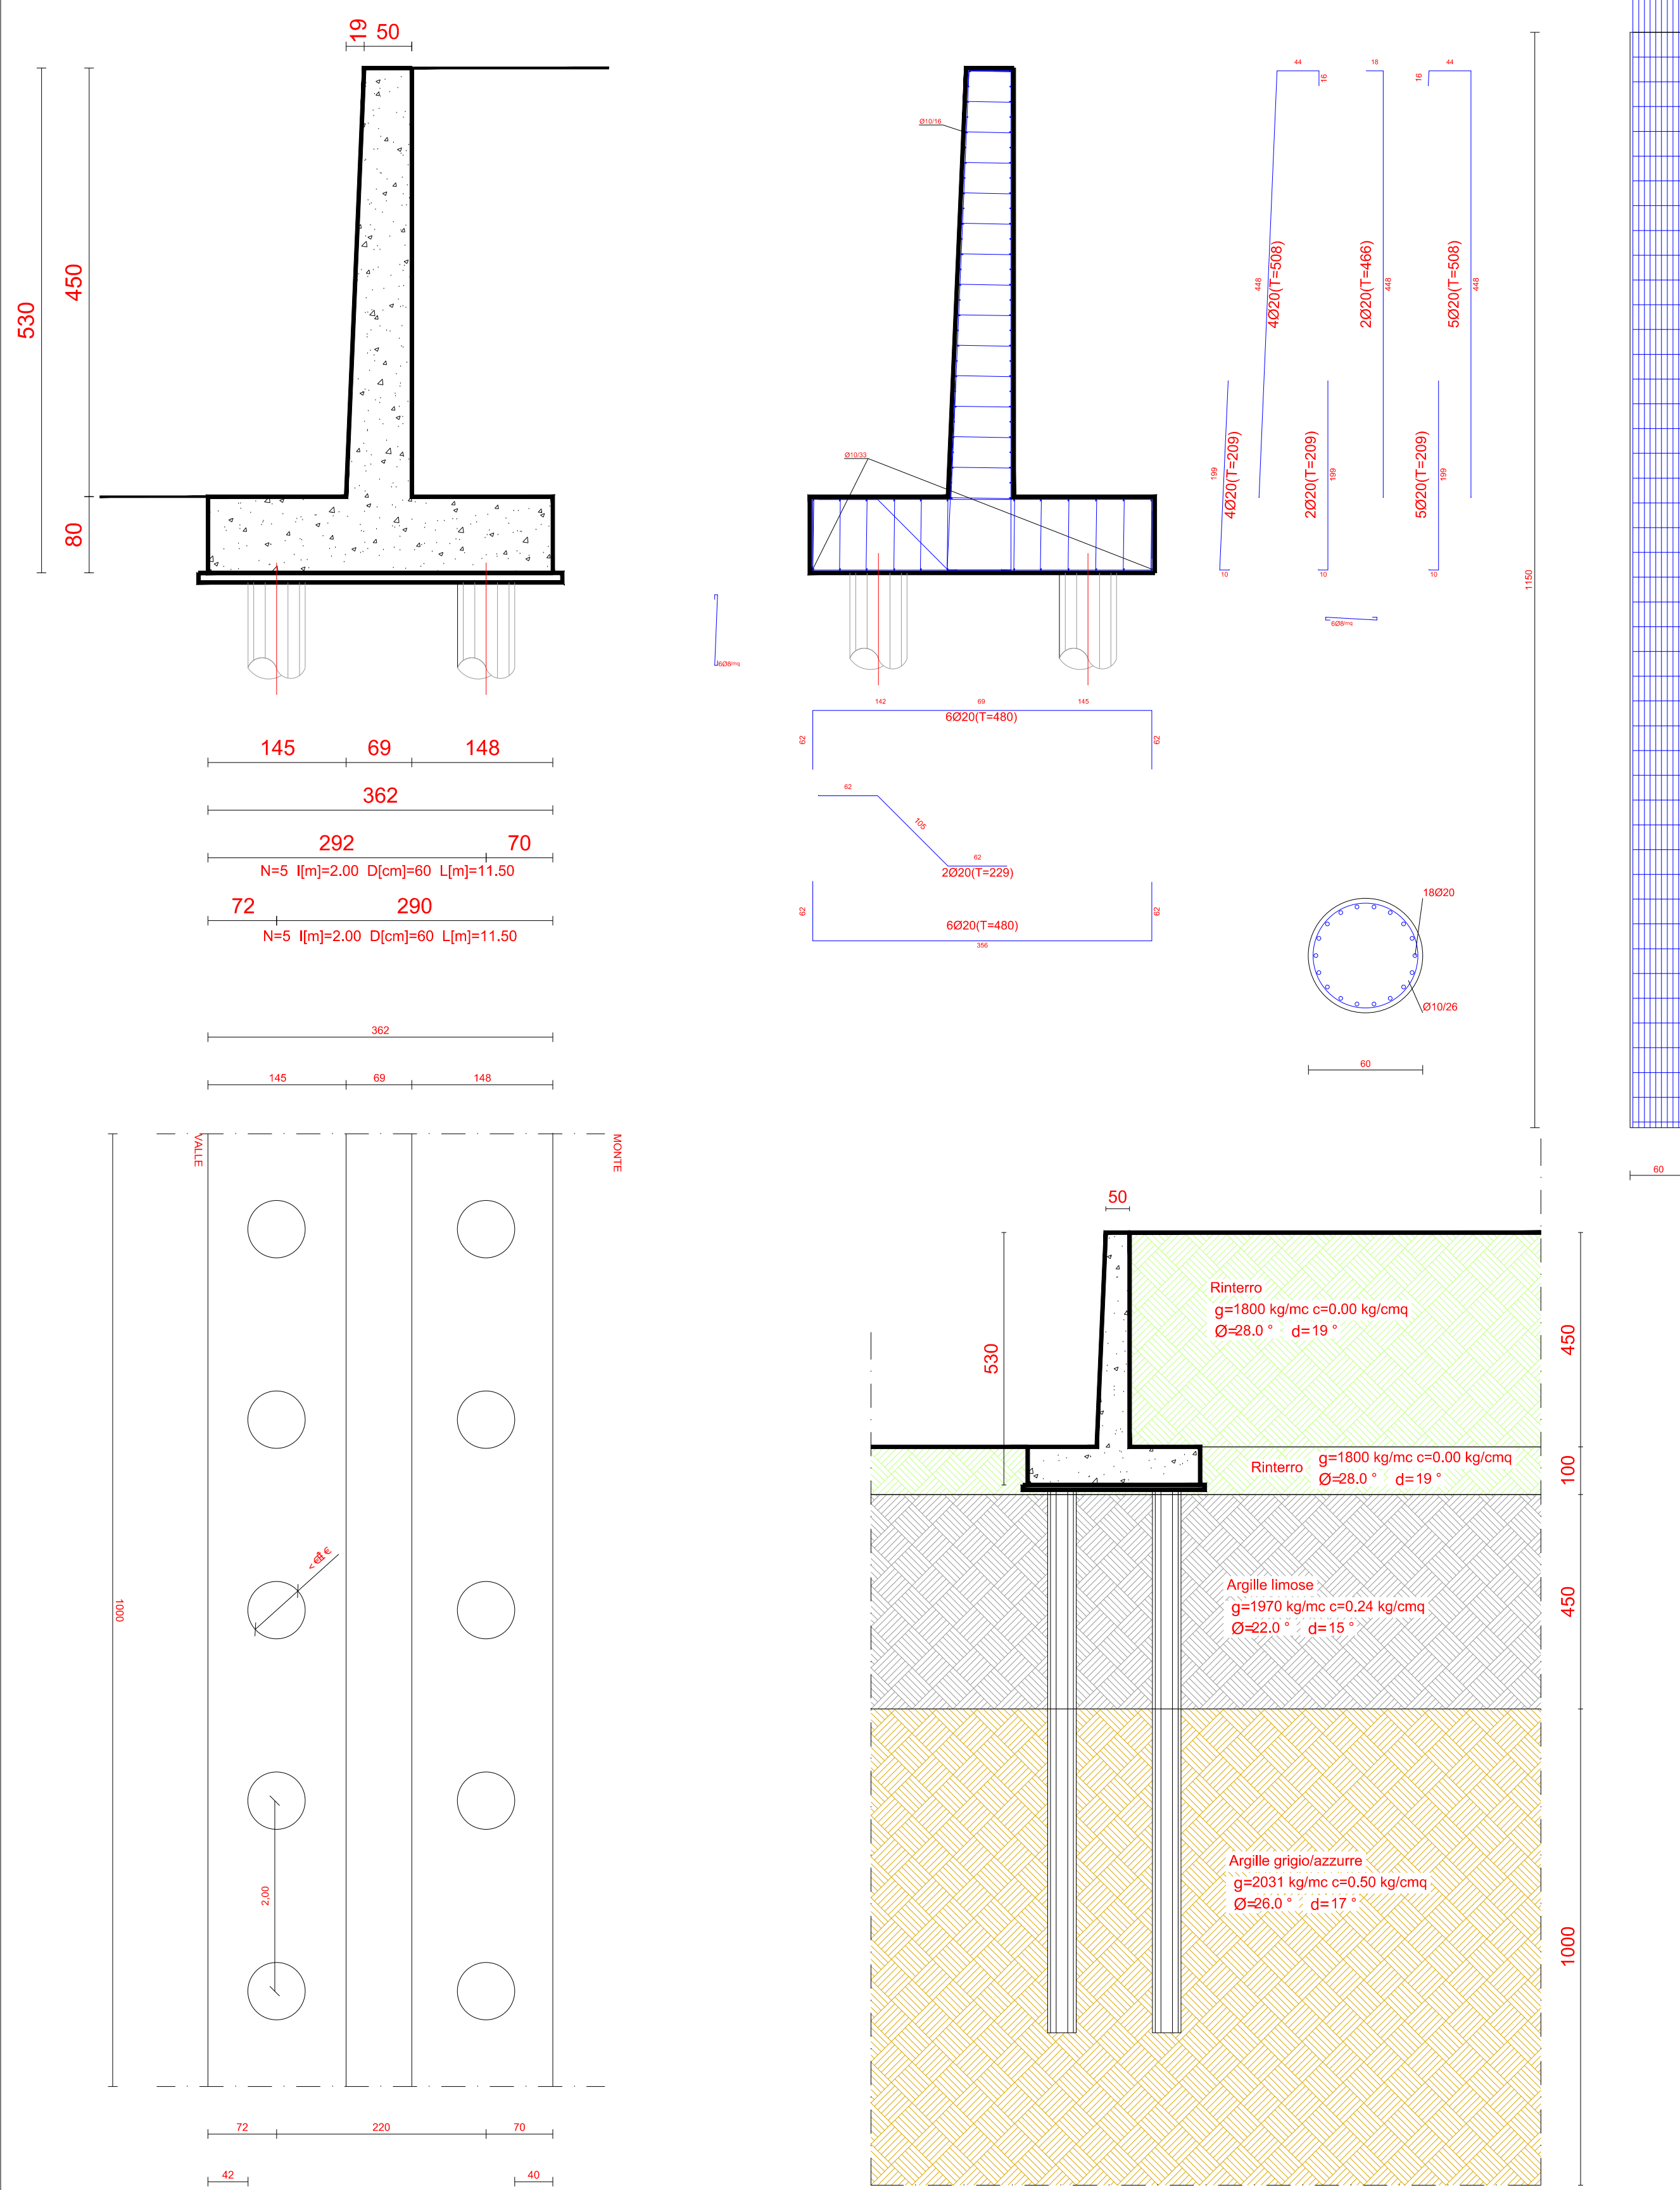 19 50
530
450
80
145 69 148
362
292 70
N=5 I[m]=2.00 D[cm]=60 L[m]=11.50
72 290
N=5 I[m]=2.00 D[cm]=60 L[m]=11.50
Ø10/16
Ø10/33
6Ø8/mq
142 69 145
6Ø20(T=480)
62 62
62
105
62
2Ø20(T=229)
62 62
6Ø20(T=480)
356
44 16
448
4Ø20(T=508)
18
2Ø20(T=466)
448
16 44
5Ø20(T=508)
448
199
4Ø20(T=209)
10
2Ø20(T=209)
199
10
5Ø20(T=209)
199
10
6Ø8/mq
1150
18Ø20
Ø10/26
60
60
362
145 69 148
VALLE
MONTE
1000
2,00
72 220 70
42 40
50
530
Rinterro
g=1800 kg/mc c=0.00 kg/cmq
Ø=28.0 ° d=19 °
450
Rinterro
g=1800 kg/mc c=0.00 kg/cmq
Ø=28.0 ° d=19 °
100
Argille limose
g=1970 kg/mc c=0.24 kg/cmq
Ø=22.0 ° d=15 °
450
Argille grigio/azzurre
g=2031 kg/mc c=0.50 kg/cmq
Ø=26.0 ° d=17 °
1000